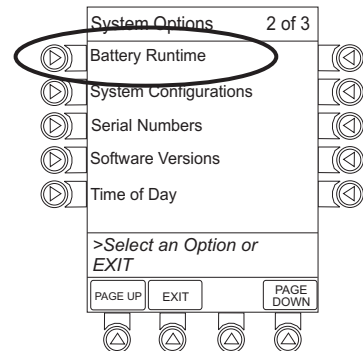 System Options 2 of 3
Battery Runtime
System Configurations
Serial Numbers
Software Versions
Time of Day
>Select an Option or
EXIT
PAGE UP EXIT PAGE
DOWN